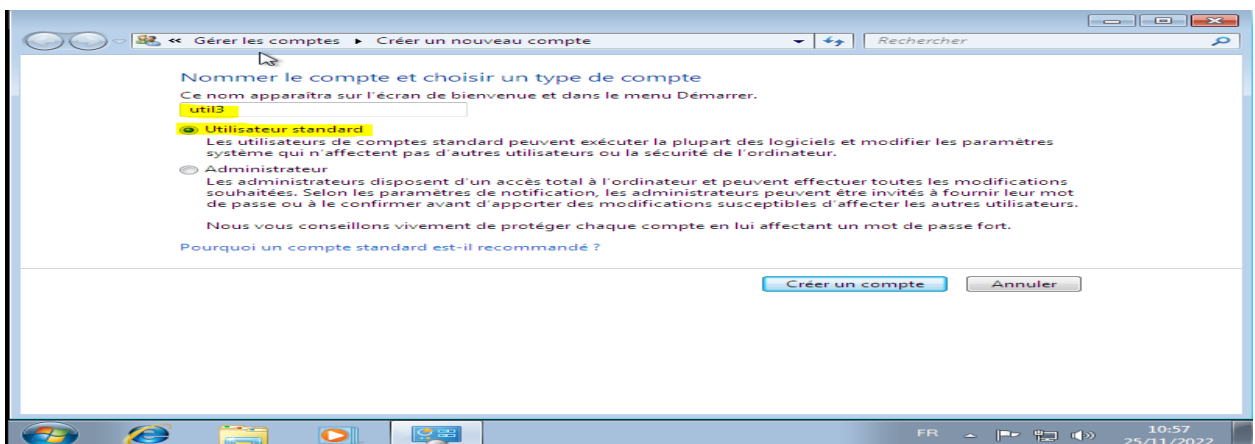 « Gérer les comptes ▸ Créer un nouveau compte
Rechercher
Nommer le compte et choisir un type de compte
Ce nom apparaîtra sur l'écran de bienvenue et dans le menu Démarrer.
util3
Utilisateur standard
Les utilisateurs de comptes standard peuvent exécuter la plupart des logiciels et modifier les paramètres
système qui n'affectent pas d'autres utilisateurs ou la sécurité de l'ordinateur.
Administrateur
Les administrateurs disposent d'un accès total à l'ordinateur et peuvent effectuer toutes les modifications
souhaitées. Selon les paramètres de notification, les administrateurs peuvent être invités à fournir leur mot
de passe ou à le confirmer avant d'apporter des modifications susceptibles d'affecter les autres utilisateurs.
Nous vous conseillons vivement de protéger chaque compte en lui affectant un mot de passe fort.
Pourquoi un compte standard est-il recommandé ?
Créer un compte
Annuler
FR
10:57
25/11/2022